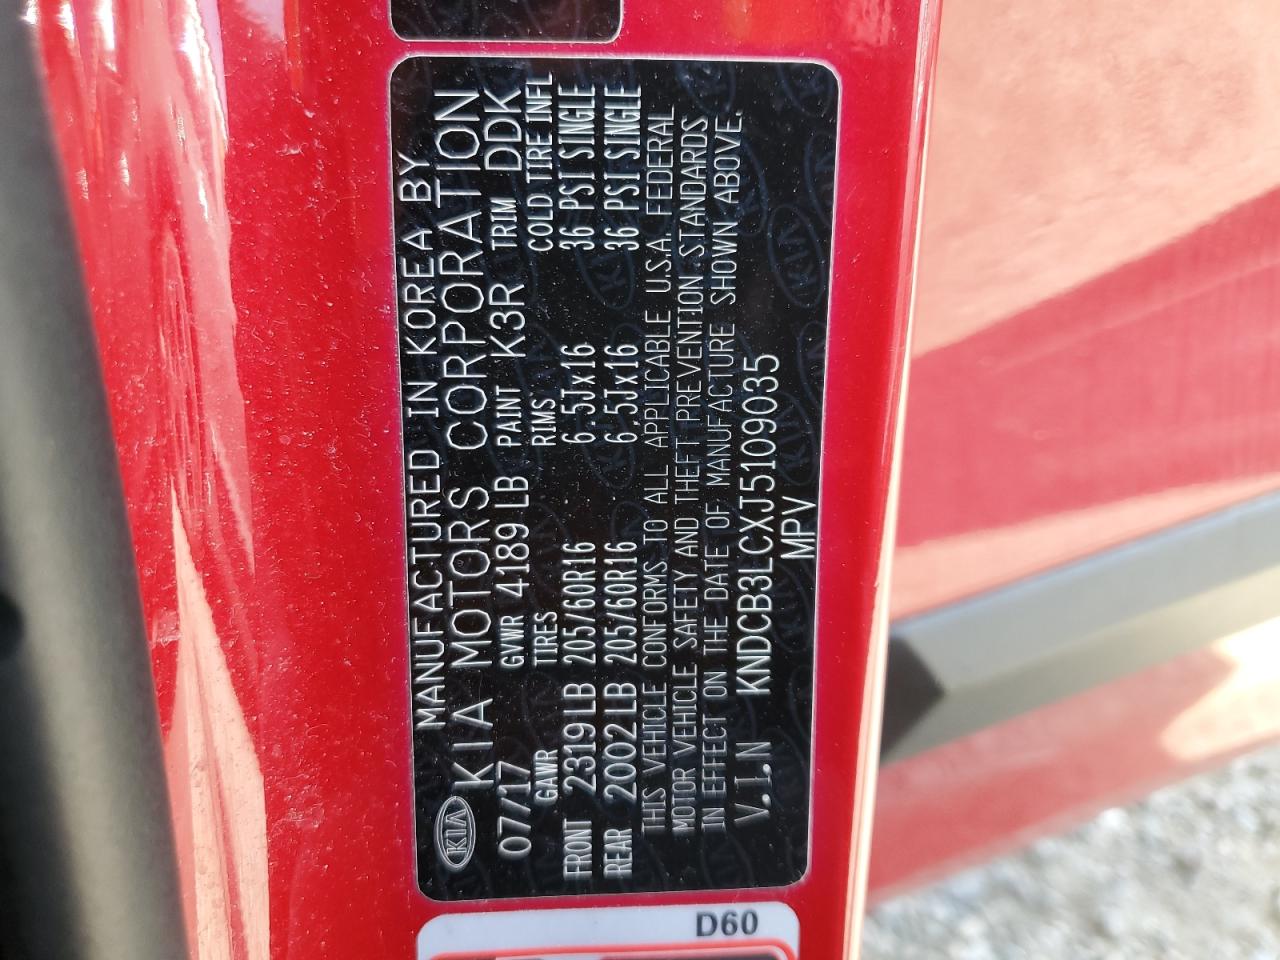 MANUFACTURED IN KOREA BY
KIA KIA MOTORS CORPORATION
07/17 GVWR 4189 LB PAINT K3R TRIM DDK
GAWR TIRES RIMS COLD TIRE INFL
FRONT 2319LB 205/60R16 6,5Jx16 36 PSI SINGLE
REAR 2002LB 205/60R16 6,5Jx16 36 PSI SINGLE
THIS VEHICLE CONFORMS TO ALL APPLICABLE U.S.A. FEDERAL
MOTOR VEHICLE SAFETY AND THEFT PREVENTION STANDARDS
IN EFFECT ON THE DATE OF MANUFACTURE SHOWN ABOVE.
V.I.N KNDCB3LCXJ5109035
MPV
D60